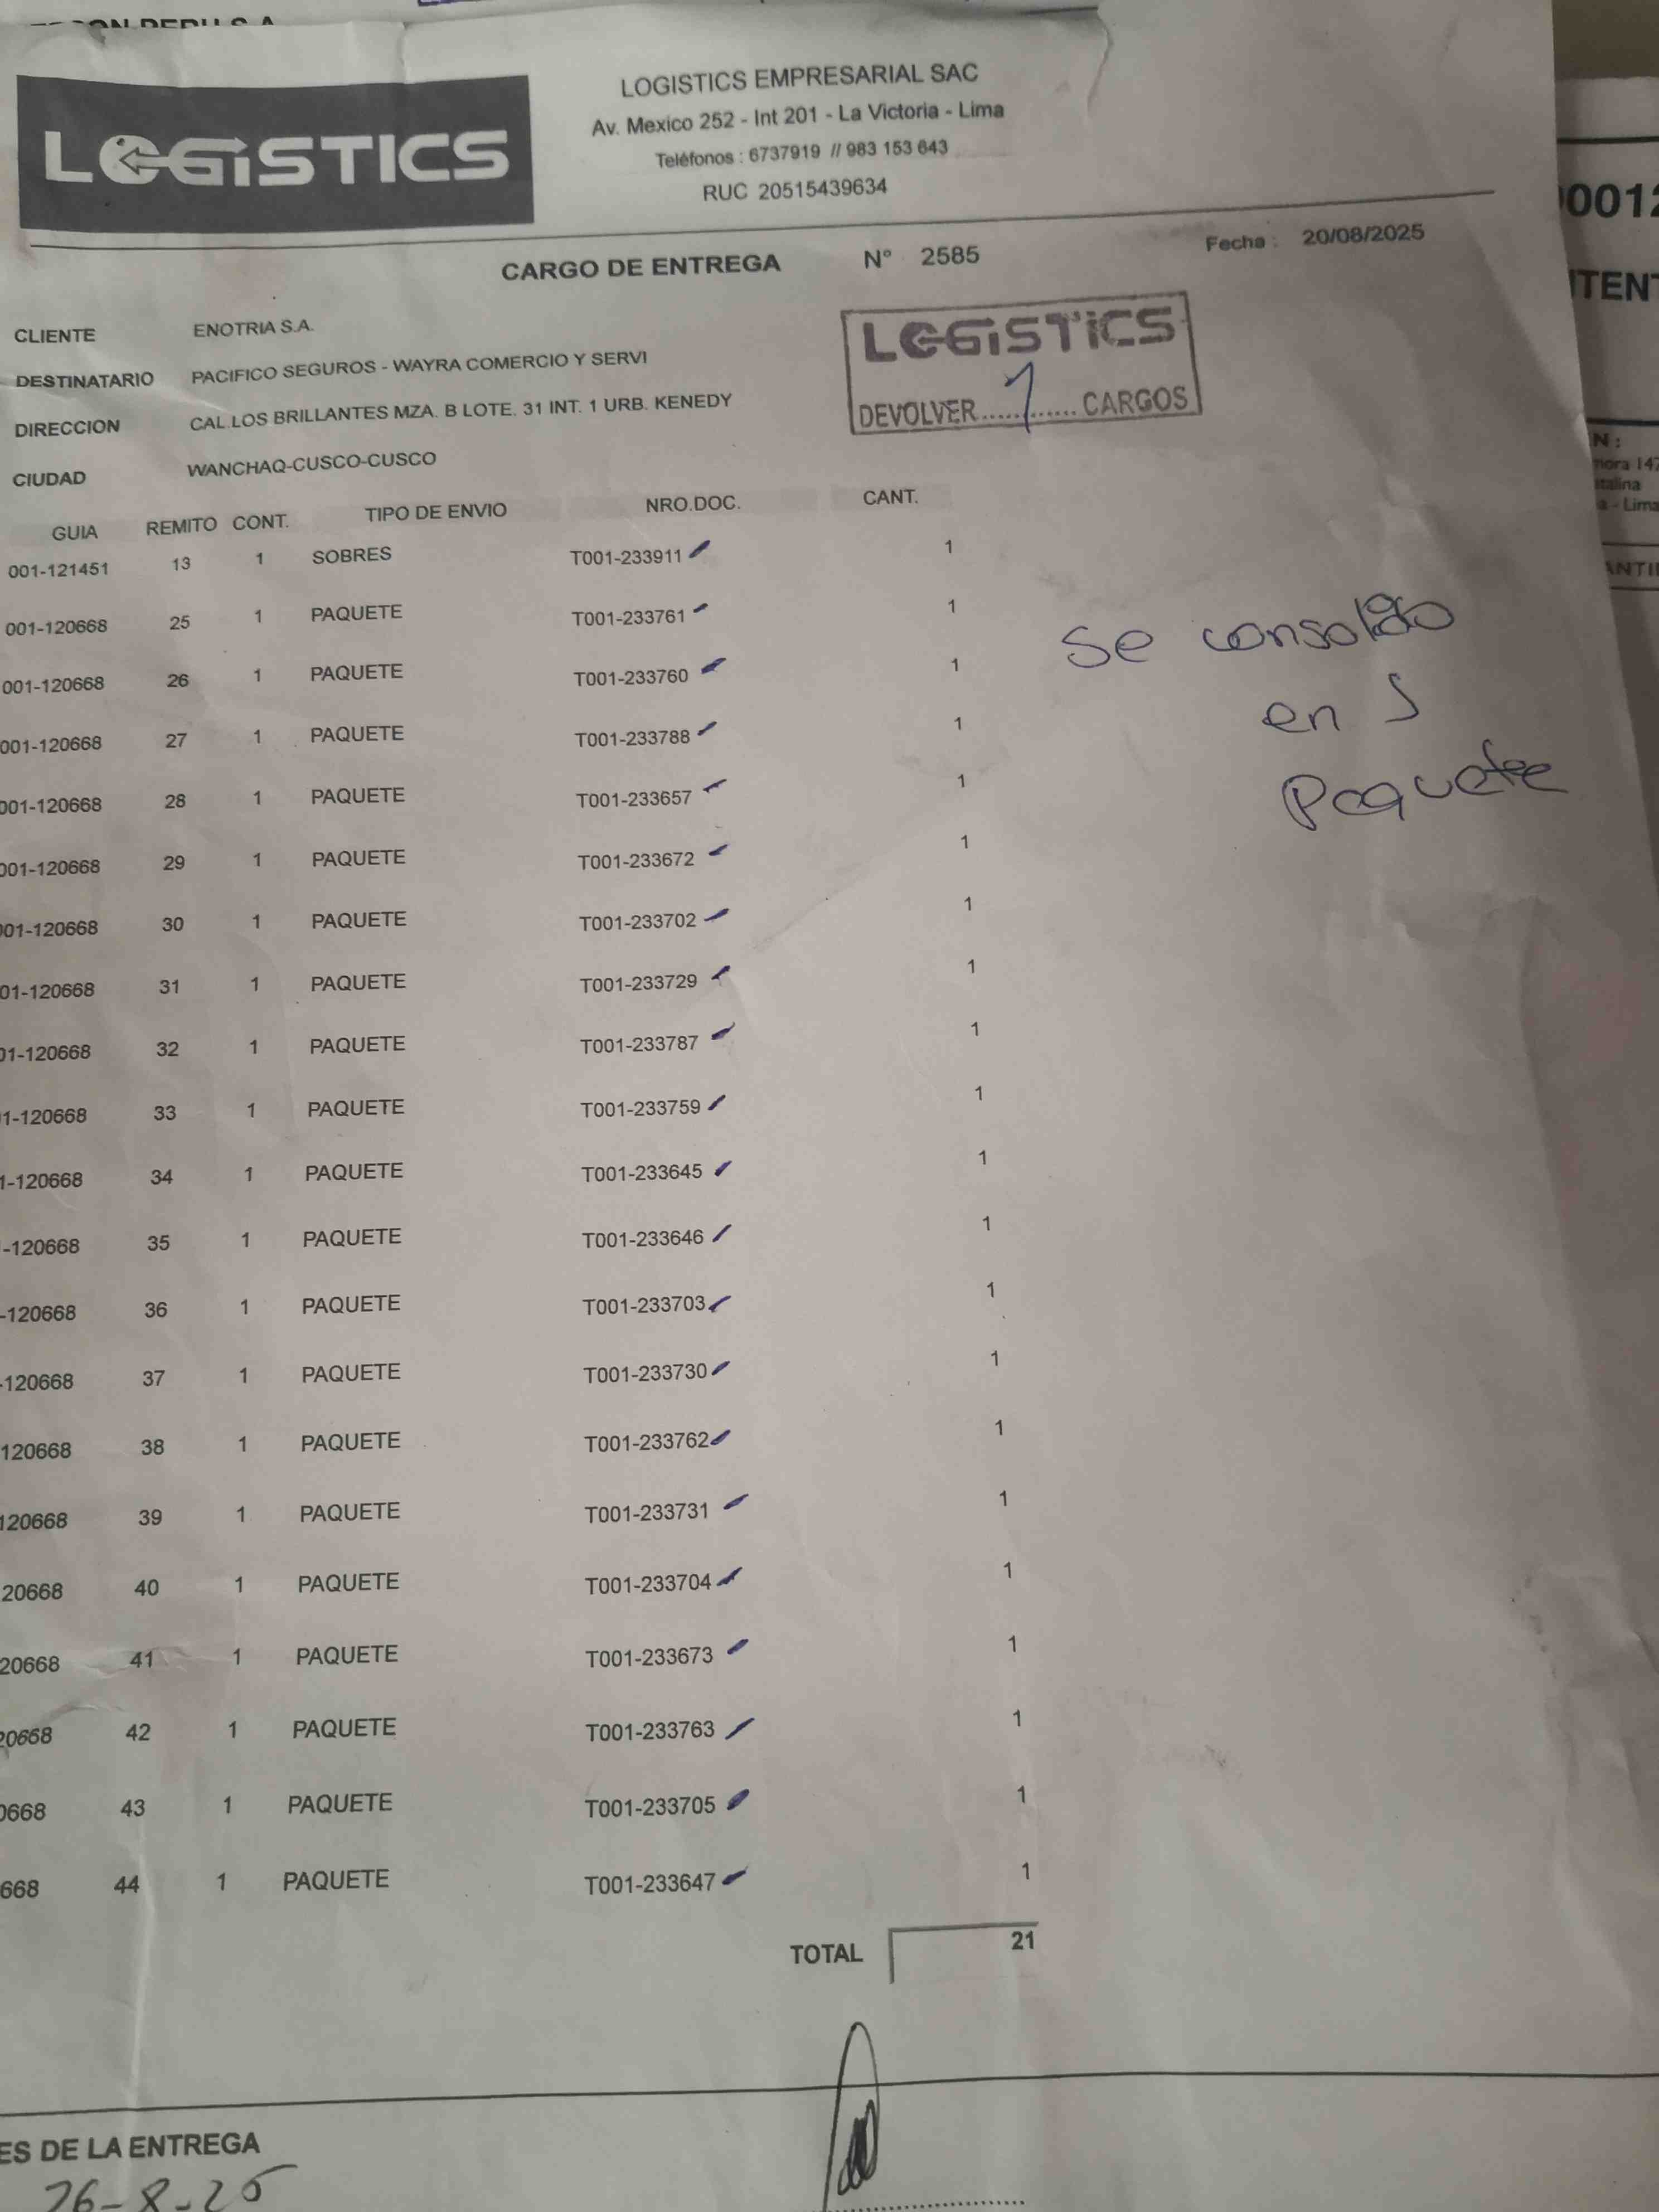 LOGISTICS
LOGISTICS EMPRESARIAL SAC
Av. Mexico 252 - Int 201 - La Victoria - Lima
Teléfonos : 6737919 // 983 153 643
RUC 20515439634
CARGO DE ENTREGA N° 2585 Fecha : 20/08/2025
CLIENTE ENOTRIA S.A.
DESTINATARIO PACIFICO SEGUROS - WAYRA COMERCIO Y SERVI
DIRECCION CAL.LOS BRILLANTES MZA. B LOTE. 31 INT. 1 URB. KENEDY
CIUDAD WANCHAQ-CUSCO-CUSCO
LOGISTICS
DEVOLVER 1 CARGOS
GUIA REMITO CONT. TIPO DE ENVIO NRO.DOC. CANT.
001-121451 13 1 SOBRES T001-233911 1
001-120668 25 1 PAQUETE T001-233761 1
001-120668 26 1 PAQUETE T001-233760 1
001-120668 27 1 PAQUETE T001-233788 1
001-120668 28 1 PAQUETE T001-233657 1
001-120668 29 1 PAQUETE T001-233672 1
001-120668 30 1 PAQUETE T001-233702 1
01-120668 31 1 PAQUETE T001-233729 1
01-120668 32 1 PAQUETE T001-233787 1
1-120668 33 1 PAQUETE T001-233759 1
1-120668 34 1 PAQUETE T001-233645 1
-120668 35 1 PAQUETE T001-233646 1
-120668 36 1 PAQUETE T001-233703 1
-120668 37 1 PAQUETE T001-233730 1
120668 38 1 PAQUETE T001-233762 1
120668 39 1 PAQUETE T001-233731 1
20668 40 1 PAQUETE T001-233704 1
20668 41 1 PAQUETE T001-233673 1
20668 42 1 PAQUETE T001-233763 1
0668 43 1 PAQUETE T001-233705 1
668 44 1 PAQUETE T001-233647 1
TOTAL 21
Se consolido
en 1
Paquete
ES DE LA ENTREGA
26-8-25
0012
ITENT
N :
nora 147
talina
a - Lima
ANTI